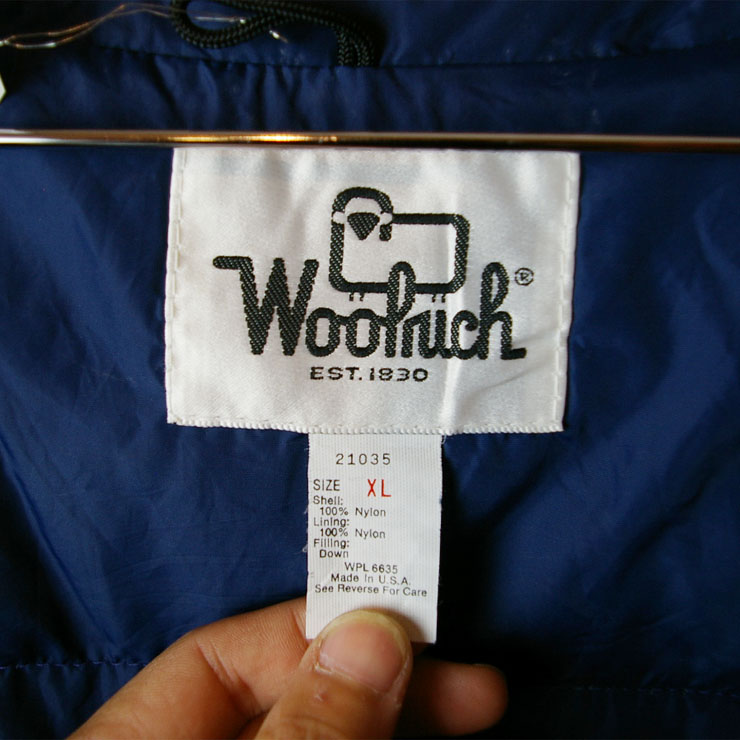 Woolrich®
EST. 1830
21035
SIZE XL
Shell:
100% Nylon
Lining:
100% Nylon
Filling:
Down
WPL 6635
Made In U.S.A.
See Reverse For Care